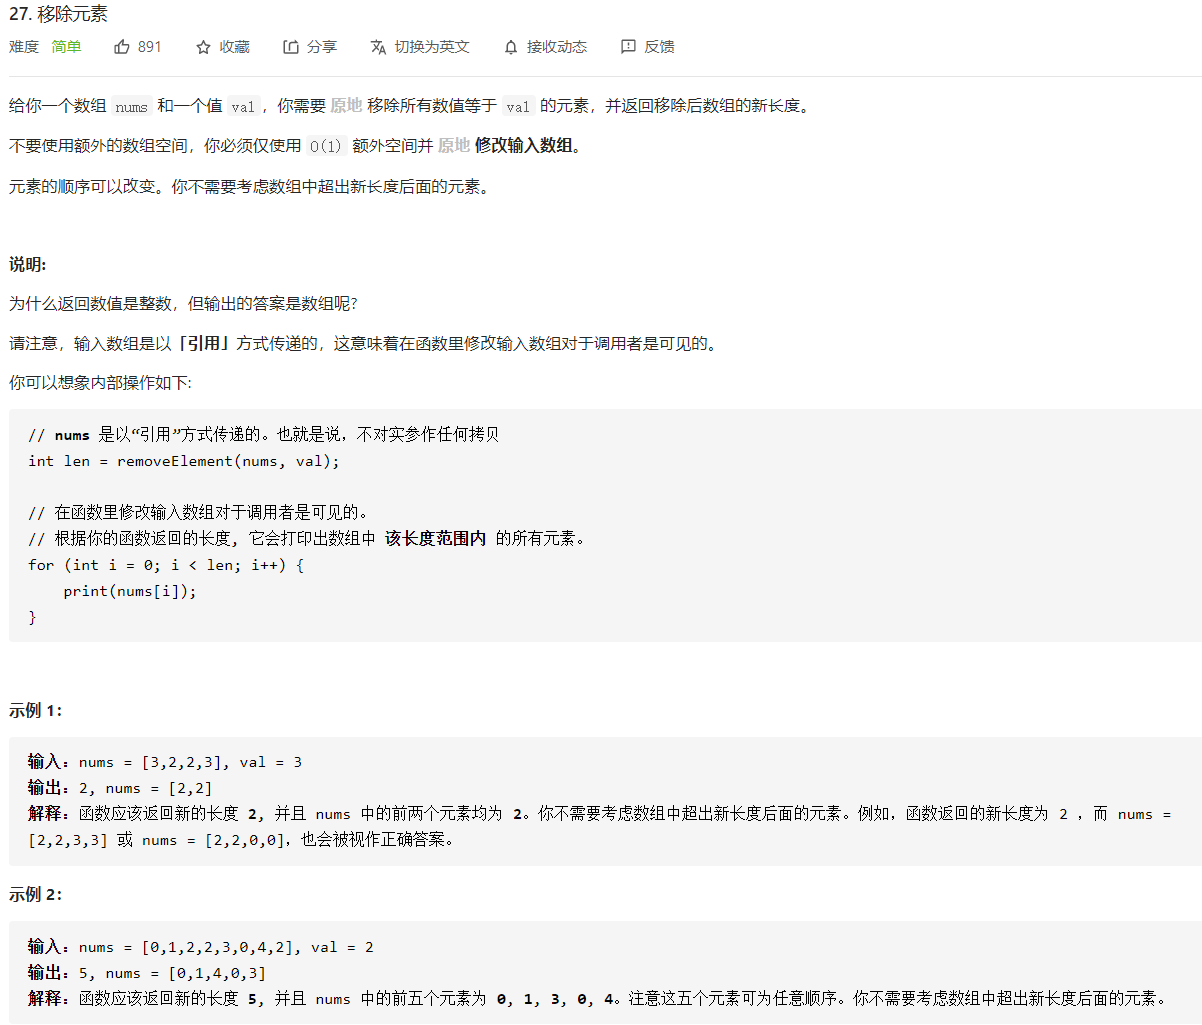 27. 移除元素
难度 简单 891 收藏 分享 切换为英文 接收动态 反馈
给你一个数组 nums 和一个值 val，你需要 原地 移除所有数值等于 val 的元素，并返回移除后数组的新长度。
不要使用额外的数组空间，你必须仅使用 O(1) 额外空间并 原地 修改输入数组。
元素的顺序可以改变。你不需要考虑数组中超出新长度后面的元素。
说明:
为什么返回数值是整数，但输出的答案是数组呢?
请注意，输入数组是以「引用」方式传递的，这意味着在函数里修改输入数组对于调用者是可见的。
你可以想象内部操作如下:
// nums 是以“引用”方式传递的。也就是说，不对实参作任何拷贝
int len = removeElement(nums, val);
// 在函数里修改输入数组对于调用者是可见的。
// 根据你的函数返回的长度, 它会打印出数组中 该长度范围内 的所有元素。
for (int i = 0; i < len; i++) {
    print(nums[i]);
}
示例 1：
输入：nums = [3,2,2,3], val = 3
输出：2, nums = [2,2]
解释：函数应该返回新的长度 2, 并且 nums 中的前两个元素均为 2。你不需要考虑数组中超出新长度后面的元素。例如，函数返回的新长度为 2 ，而 nums =
[2,2,3,3] 或 nums = [2,2,0,0]，也会被视作正确答案。
示例 2：
输入：nums = [0,1,2,2,3,0,4,2], val = 2
输出：5, nums = [0,1,4,0,3]
解释：函数应该返回新的长度 5, 并且 nums 中的前五个元素为 0, 1, 3, 0, 4。注意这五个元素可为任意顺序。你不需要考虑数组中超出新长度后面的元素。